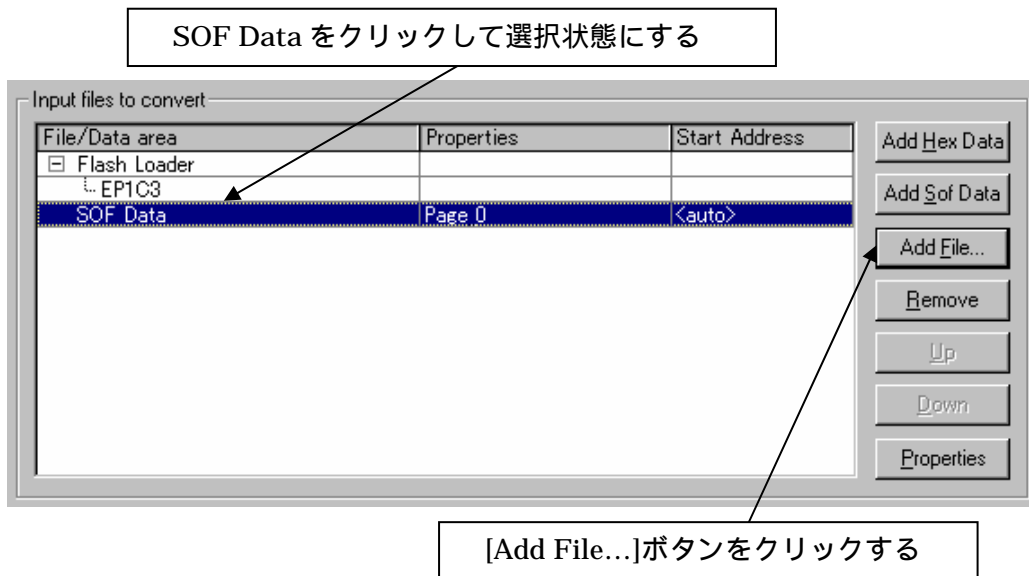 SOF Data をクリックして選択状態にする
Input files to convert
File/Data area Properties Start Address
Flash Loader
EP1C3
SOF Data Page 0 <auto>
Add Hex Data
Add Sof Data
Add File...
Remove
Up
Down
Properties
[Add File…]ボタンをクリックする